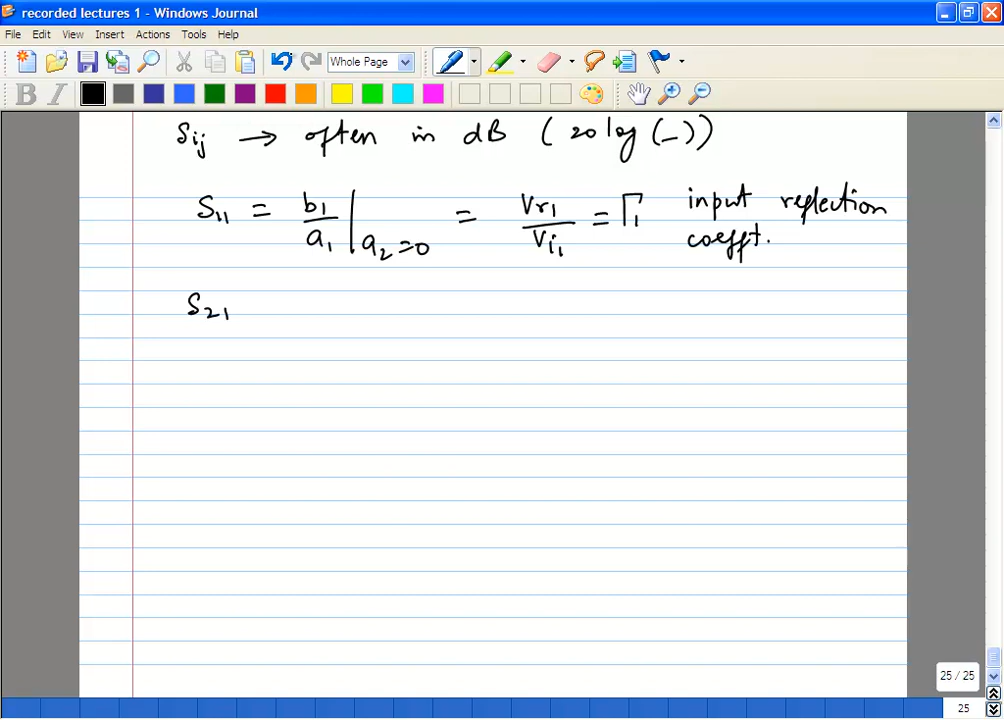 recorded lectures 1 - Windows Journal
File Edit View Insert Actions Tools Help
Whole Page
B I
Sij → often in dB ( 20 log (_))
S11 = b1/a1 |a2=0 = Vr1/Vi1 = Γ1 input reflection
coefft.
S21
25 / 25
25